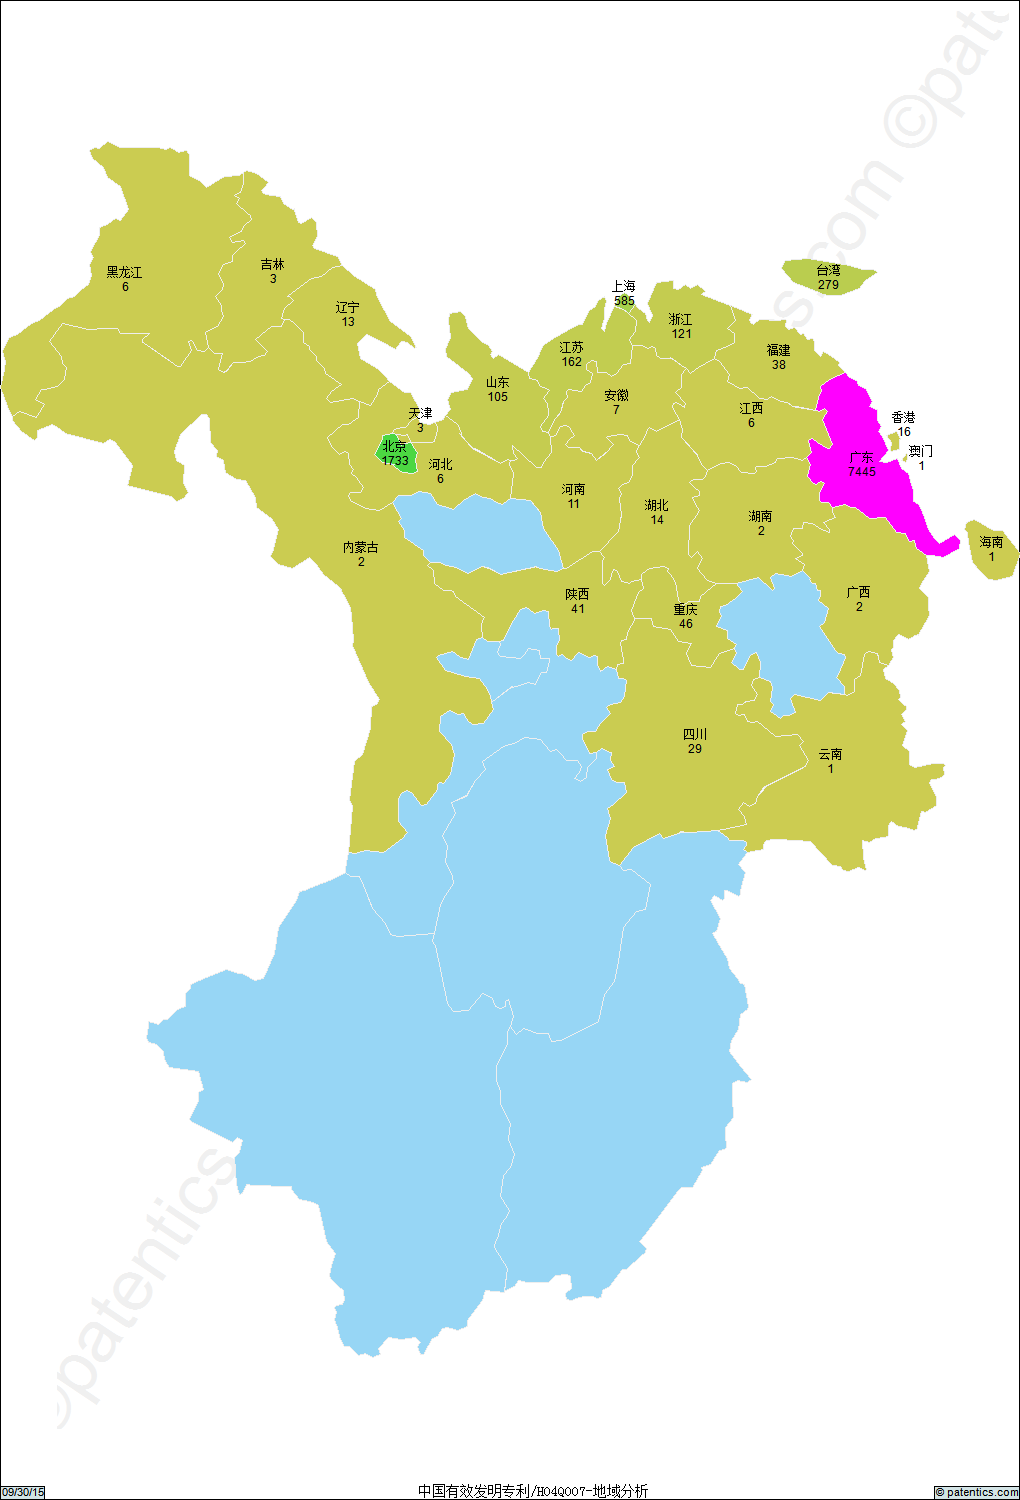 ©patentics.com ©pate
黑龙江
6
吉林
3
辽宁
13
台湾
279
上海
585
浙江
121
江苏
162
福建
38
山东
105
安徽
7
江西
6
天津
3
香港
16
北京
1733
河北
6
广东
7445
澳门
1
河南
11
湖北
14
湖南
2
海南
1
内蒙古
2
陕西
41
重庆
46
广西
2
四川
29
云南
1
09/30/15
中国有效发明专利/H04Q007-地域分析
© patentics.com